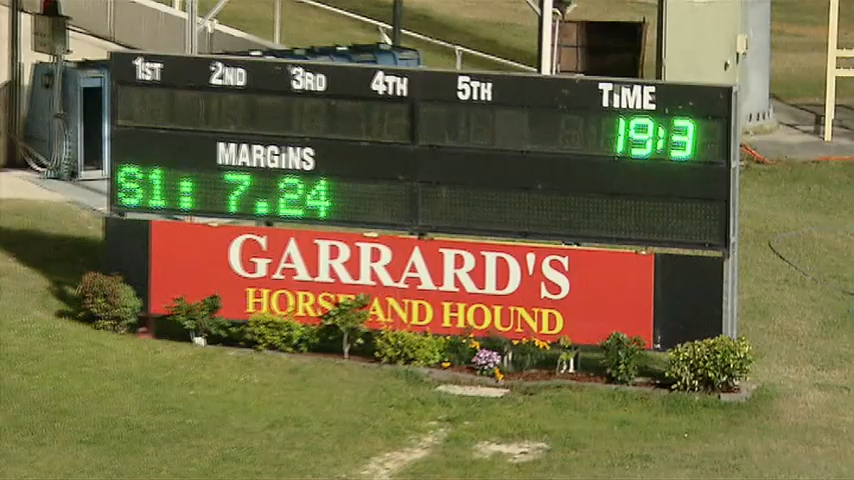 1ST 2ND 3RD 4TH 5TH TIME
19:3
MARGINS
S1: 7.24
GARRARD'S
HORSE AND HOUND